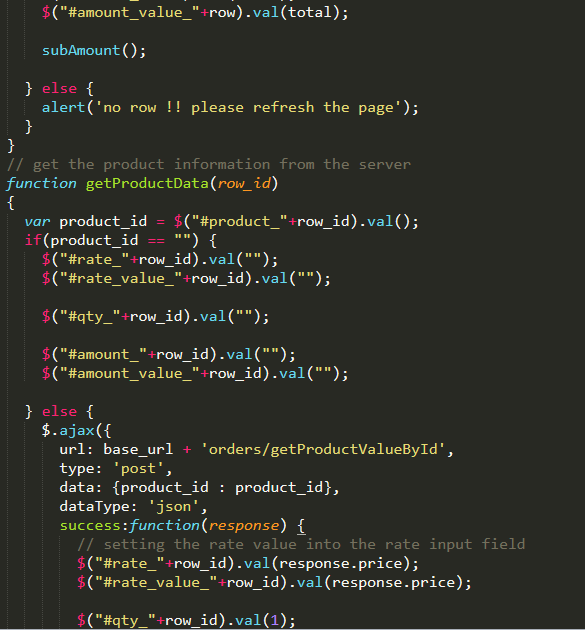 $("#amount_value_"+row).val(total);
subAmount();
} else {
alert('no row !! please refresh the page');
}
}
// get the product information from the server
function getProductData(row_id)
{
var product_id = $("#product_"+row_id).val();
if(product_id == "") {
$("#rate_"+row_id).val("");
$("#rate_value_"+row_id).val("");
$("#qty_"+row_id).val("");
$("#amount_"+row_id).val("");
$("#amount_value_"+row_id).val("");
} else {
$.ajax({
url: base_url + 'orders/getProductValueById',
type: 'post',
data: {product_id : product_id},
dataType: 'json',
success:function(response) {
// setting the rate value into the rate input field
$("#rate_"+row_id).val(response.price);
$("#rate_value_"+row_id).val(response.price);
$("#qty_"+row_id).val(1);